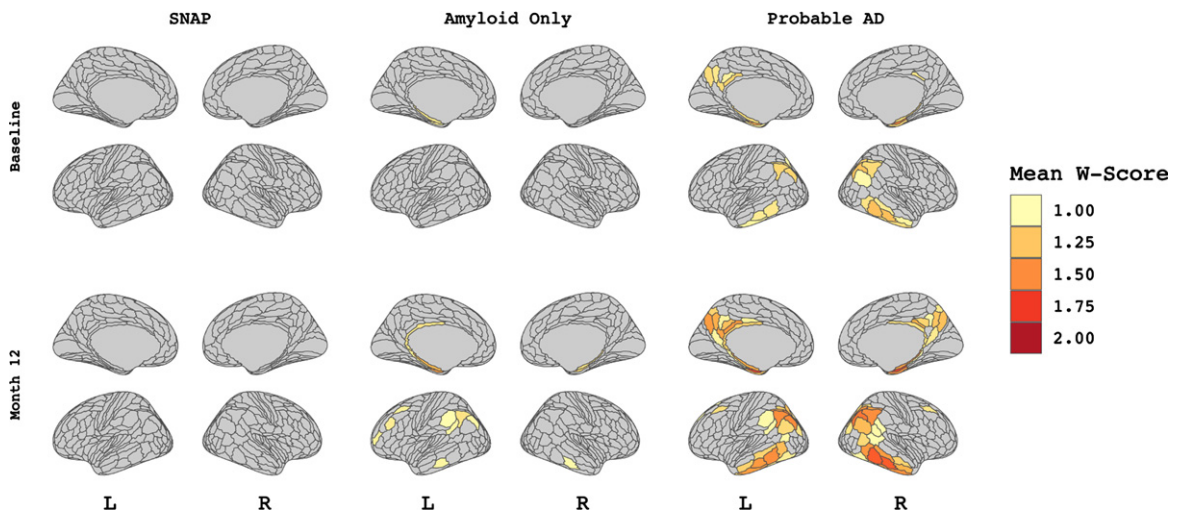 SNAP Amyloid Only Probable AD
Baseline
Mean W-Score
1.00
1.25
1.50
1.75
2.00
Month 12
L R L R L R